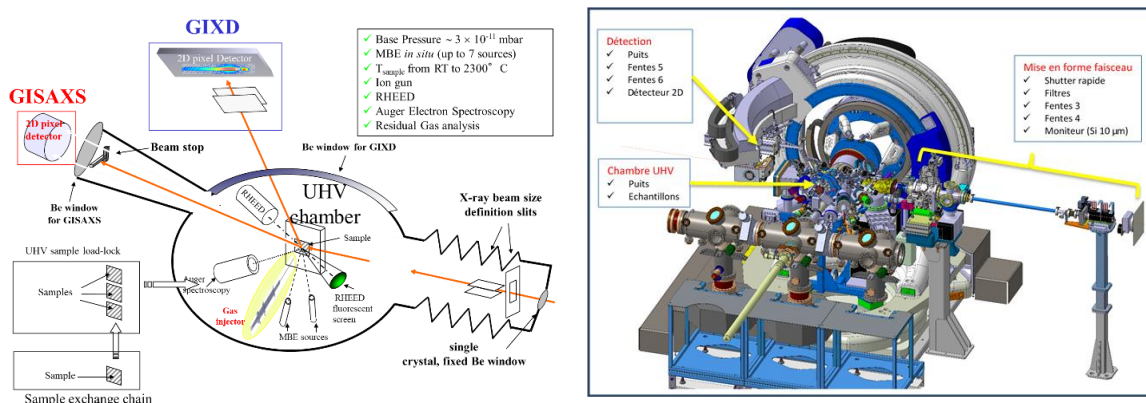 GIXD
2D pixel Detector
✓ Base Pressure ~ 3 × 10⁻¹¹ mbar
✓ MBE in situ (up to 7 sources)
✓ Tsample from RT to 2300° C
✓ Ion gun
✓ RHEED
✓ Auger Electron Spectroscopy
✓ Residual Gas analysis
GISAXS
2D pixel
detector
Beam stop
Be window
for GISAXS
Be window for GIXD
RHEED
UHV
chamber
Sample
X-ray beam size
definition slits
UHV sample load-lock
Samples
Auger
spectroscopy
Gas
injector
MBE sources
RHEED
fluorescent
screen
single
crystal, fixed Be window
Sample
Sample exchange chain
Détection
✓ Puits
✓ Fentes 5
✓ Fentes 6
✓ Détecteur 2D
Mise en forme faisceau
✓ Shutter rapide
✓ Filtres
✓ Fentes 3
✓ Fentes 4
✓ Moniteur (Si 10 µm)
Chambre UHV
✓ Puits
✓ Echantillons